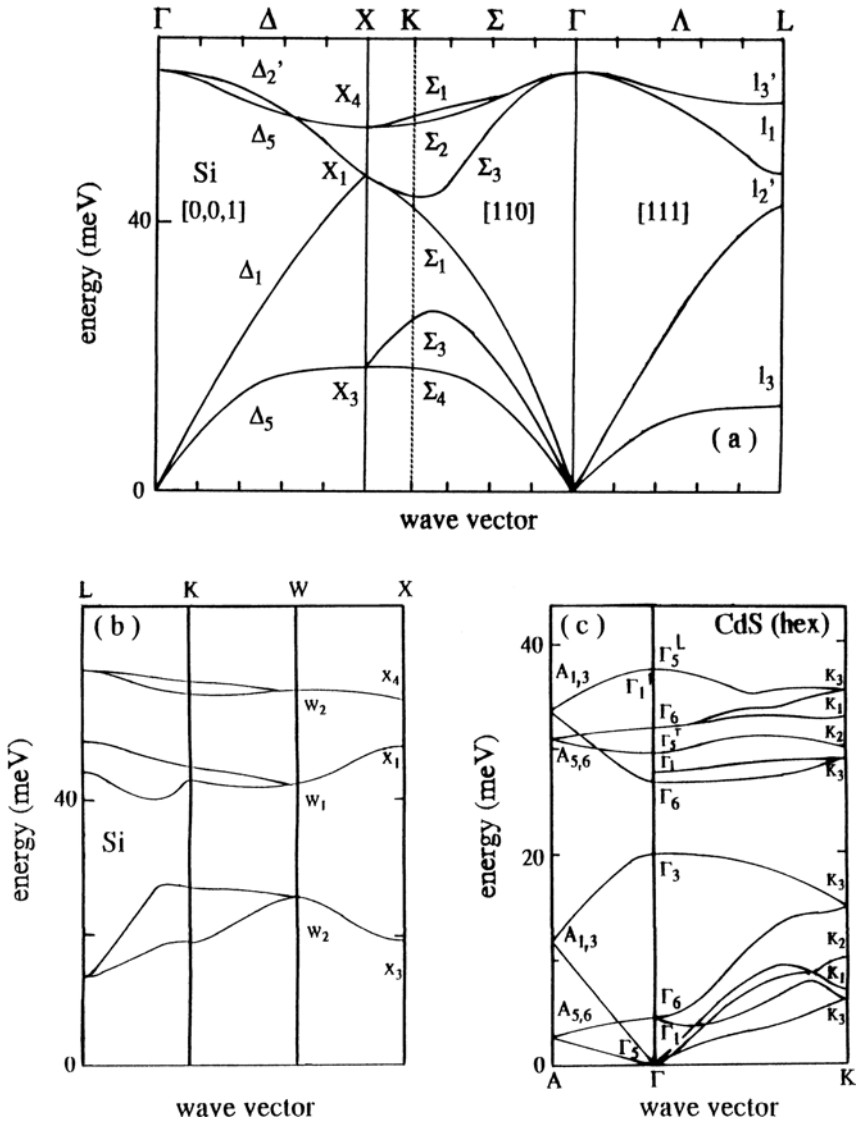 Γ Δ X K Σ Γ Λ L
Δ₂' X₄ Σ₁ l₃'
Δ₅ Σ₂ l₁
Si X₁ Σ₃ l₂'
[0,0,1] [110] [111]
40
energy (meV)
Δ₁ Σ₁
Σ₃ l₃
Δ₅ X₃ Σ₄ (a)
0
wave vector
L K W X
(b)
x₄
w₂
x₁
40
w₁
energy (meV)
Si
w₂
x₃
0
wave vector
(c) CdS (hex)
40
Γ₅ᴸ
A₁,₃ K₃
Γ₆ K₁
Γ₅ᵀ K₂
A₅,₆ Γ₁ K₃
Γ₆
energy (meV)
20
Γ₃ K₃
A₁,₃ K₂
K₁
A₅,₆ Γ₆ K₃
Γ₁
Γ₅
0
A Γ K
wave vector